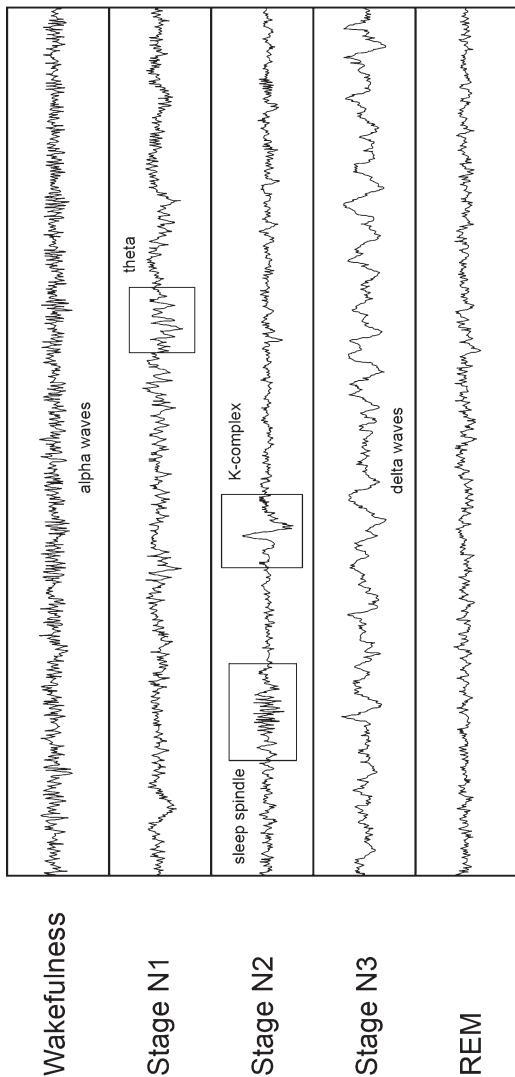 Wakefulness
alpha waves
Stage N1
theta
Stage N2
sleep spindle
K-complex
Stage N3
delta waves
REM